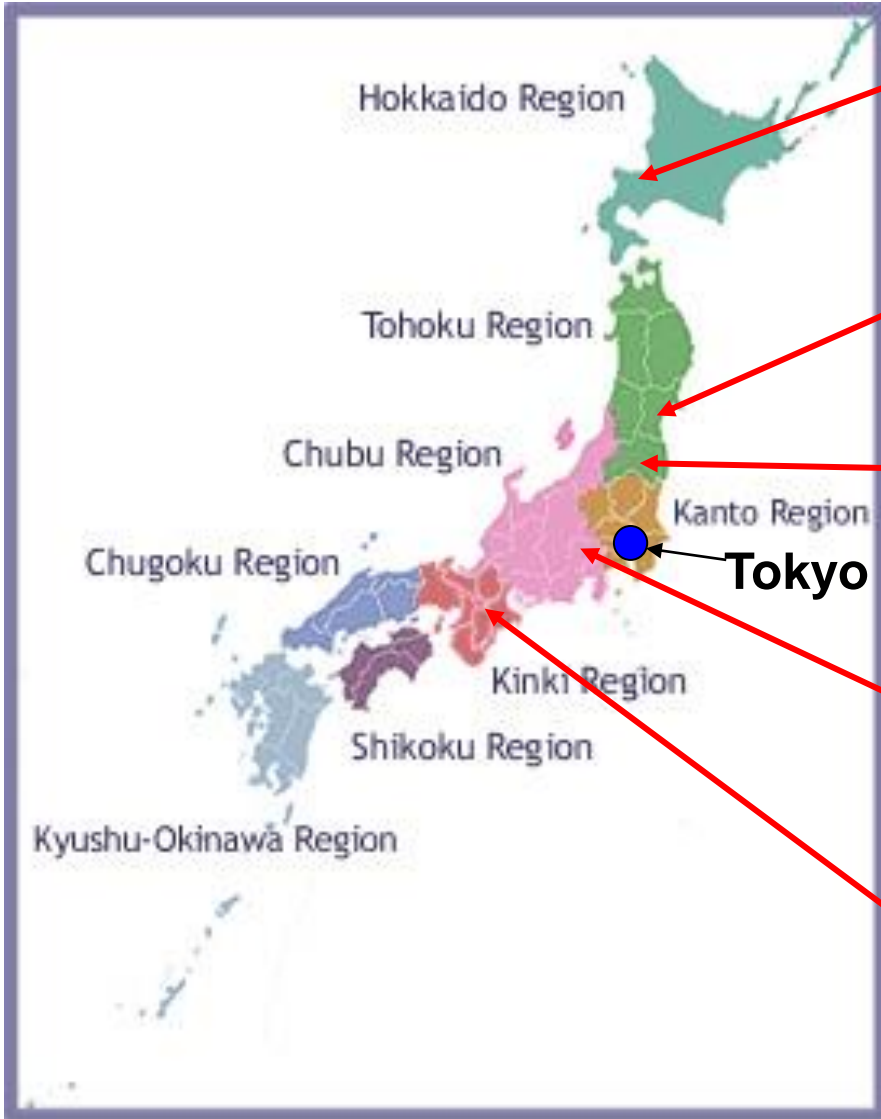 Hokkaido Region
Tohoku Region
Chubu Region
Kanto Region
Chugoku Region
Tokyo
Kinki Region
Shikoku Region
Kyushu-Okinawa Region